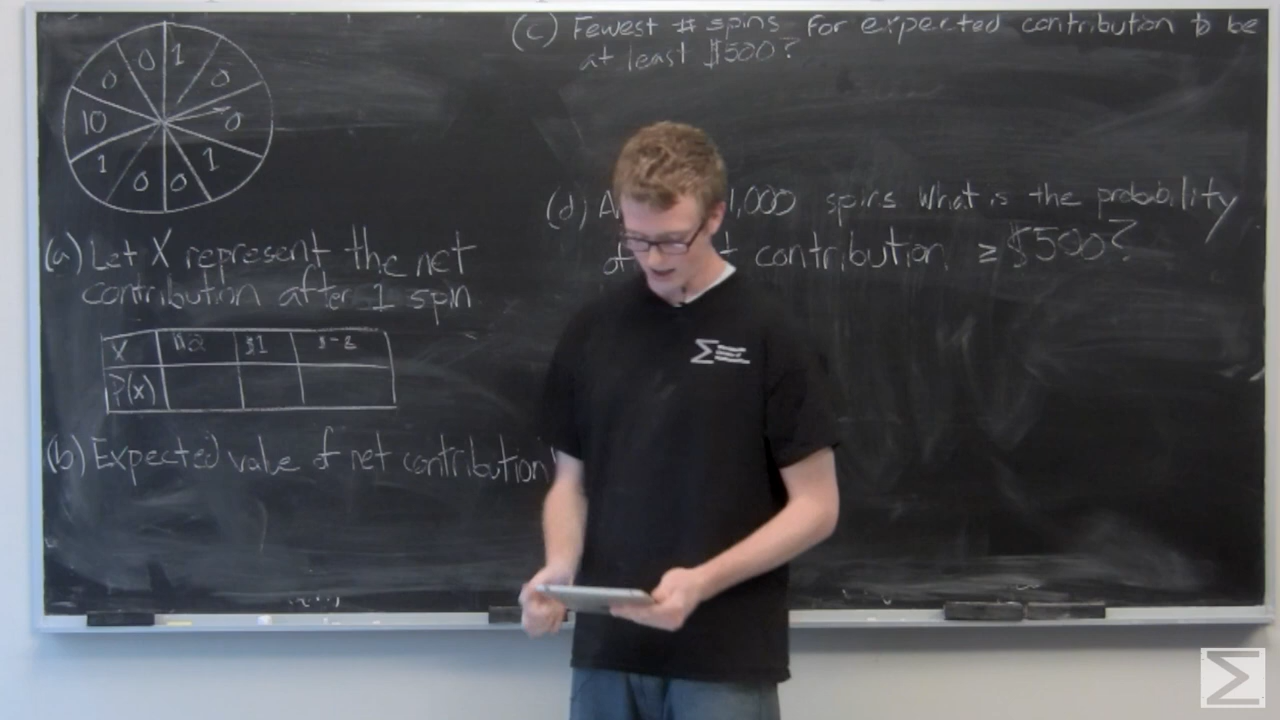 0 1
0 0
10 0
1 1
0 0
(a) Let X represent the net
contribution after 1 spin
X $2 $1 $-8
P(x)
(b) Expected value of net contribution
(c) Fewest # spins for expected contribution to be
at least $500?
(d) 1,000 spins what is the probability
contribution ≥ $500?
Σ
Σ